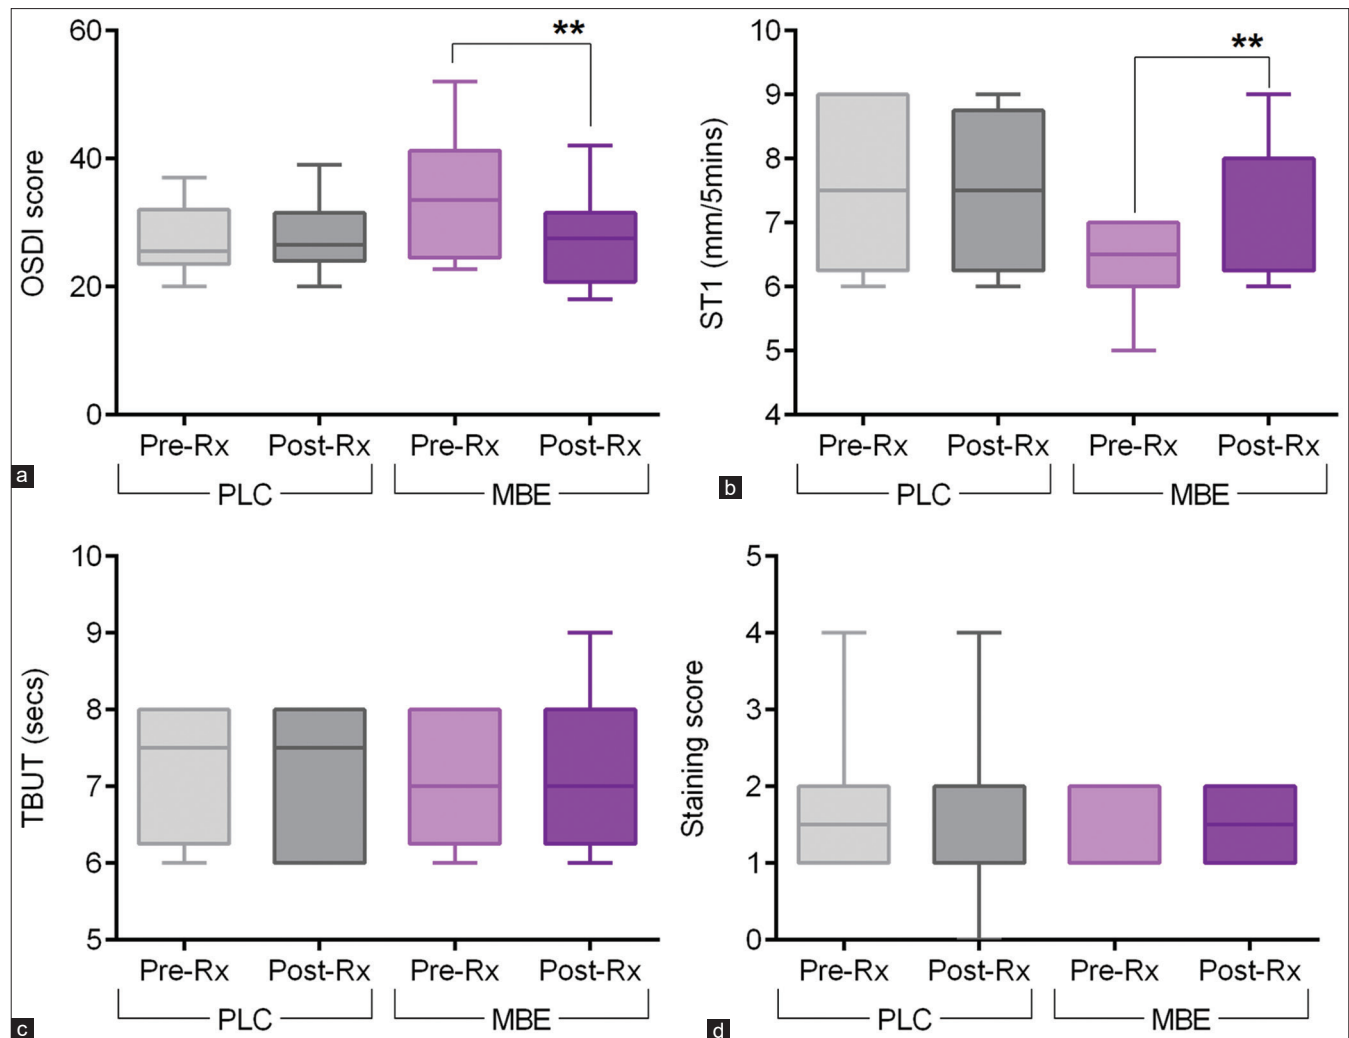 60
40
20
0
OSDI score
**
Pre-Rx Post-Rx Pre-Rx Post-Rx
PLC MBE
a
10
9
8
7
6
5
4
ST1 (mm/5mins)
**
Pre-Rx Post-Rx Pre-Rx Post-Rx
PLC MBE
b
10
9
8
7
6
5
TBUT (secs)
Pre-Rx Post-Rx Pre-Rx Post-Rx
PLC MBE
c
5
4
3
2
1
0
Staining score
Pre-Rx Post-Rx Pre-Rx Post-Rx
PLC MBE
d